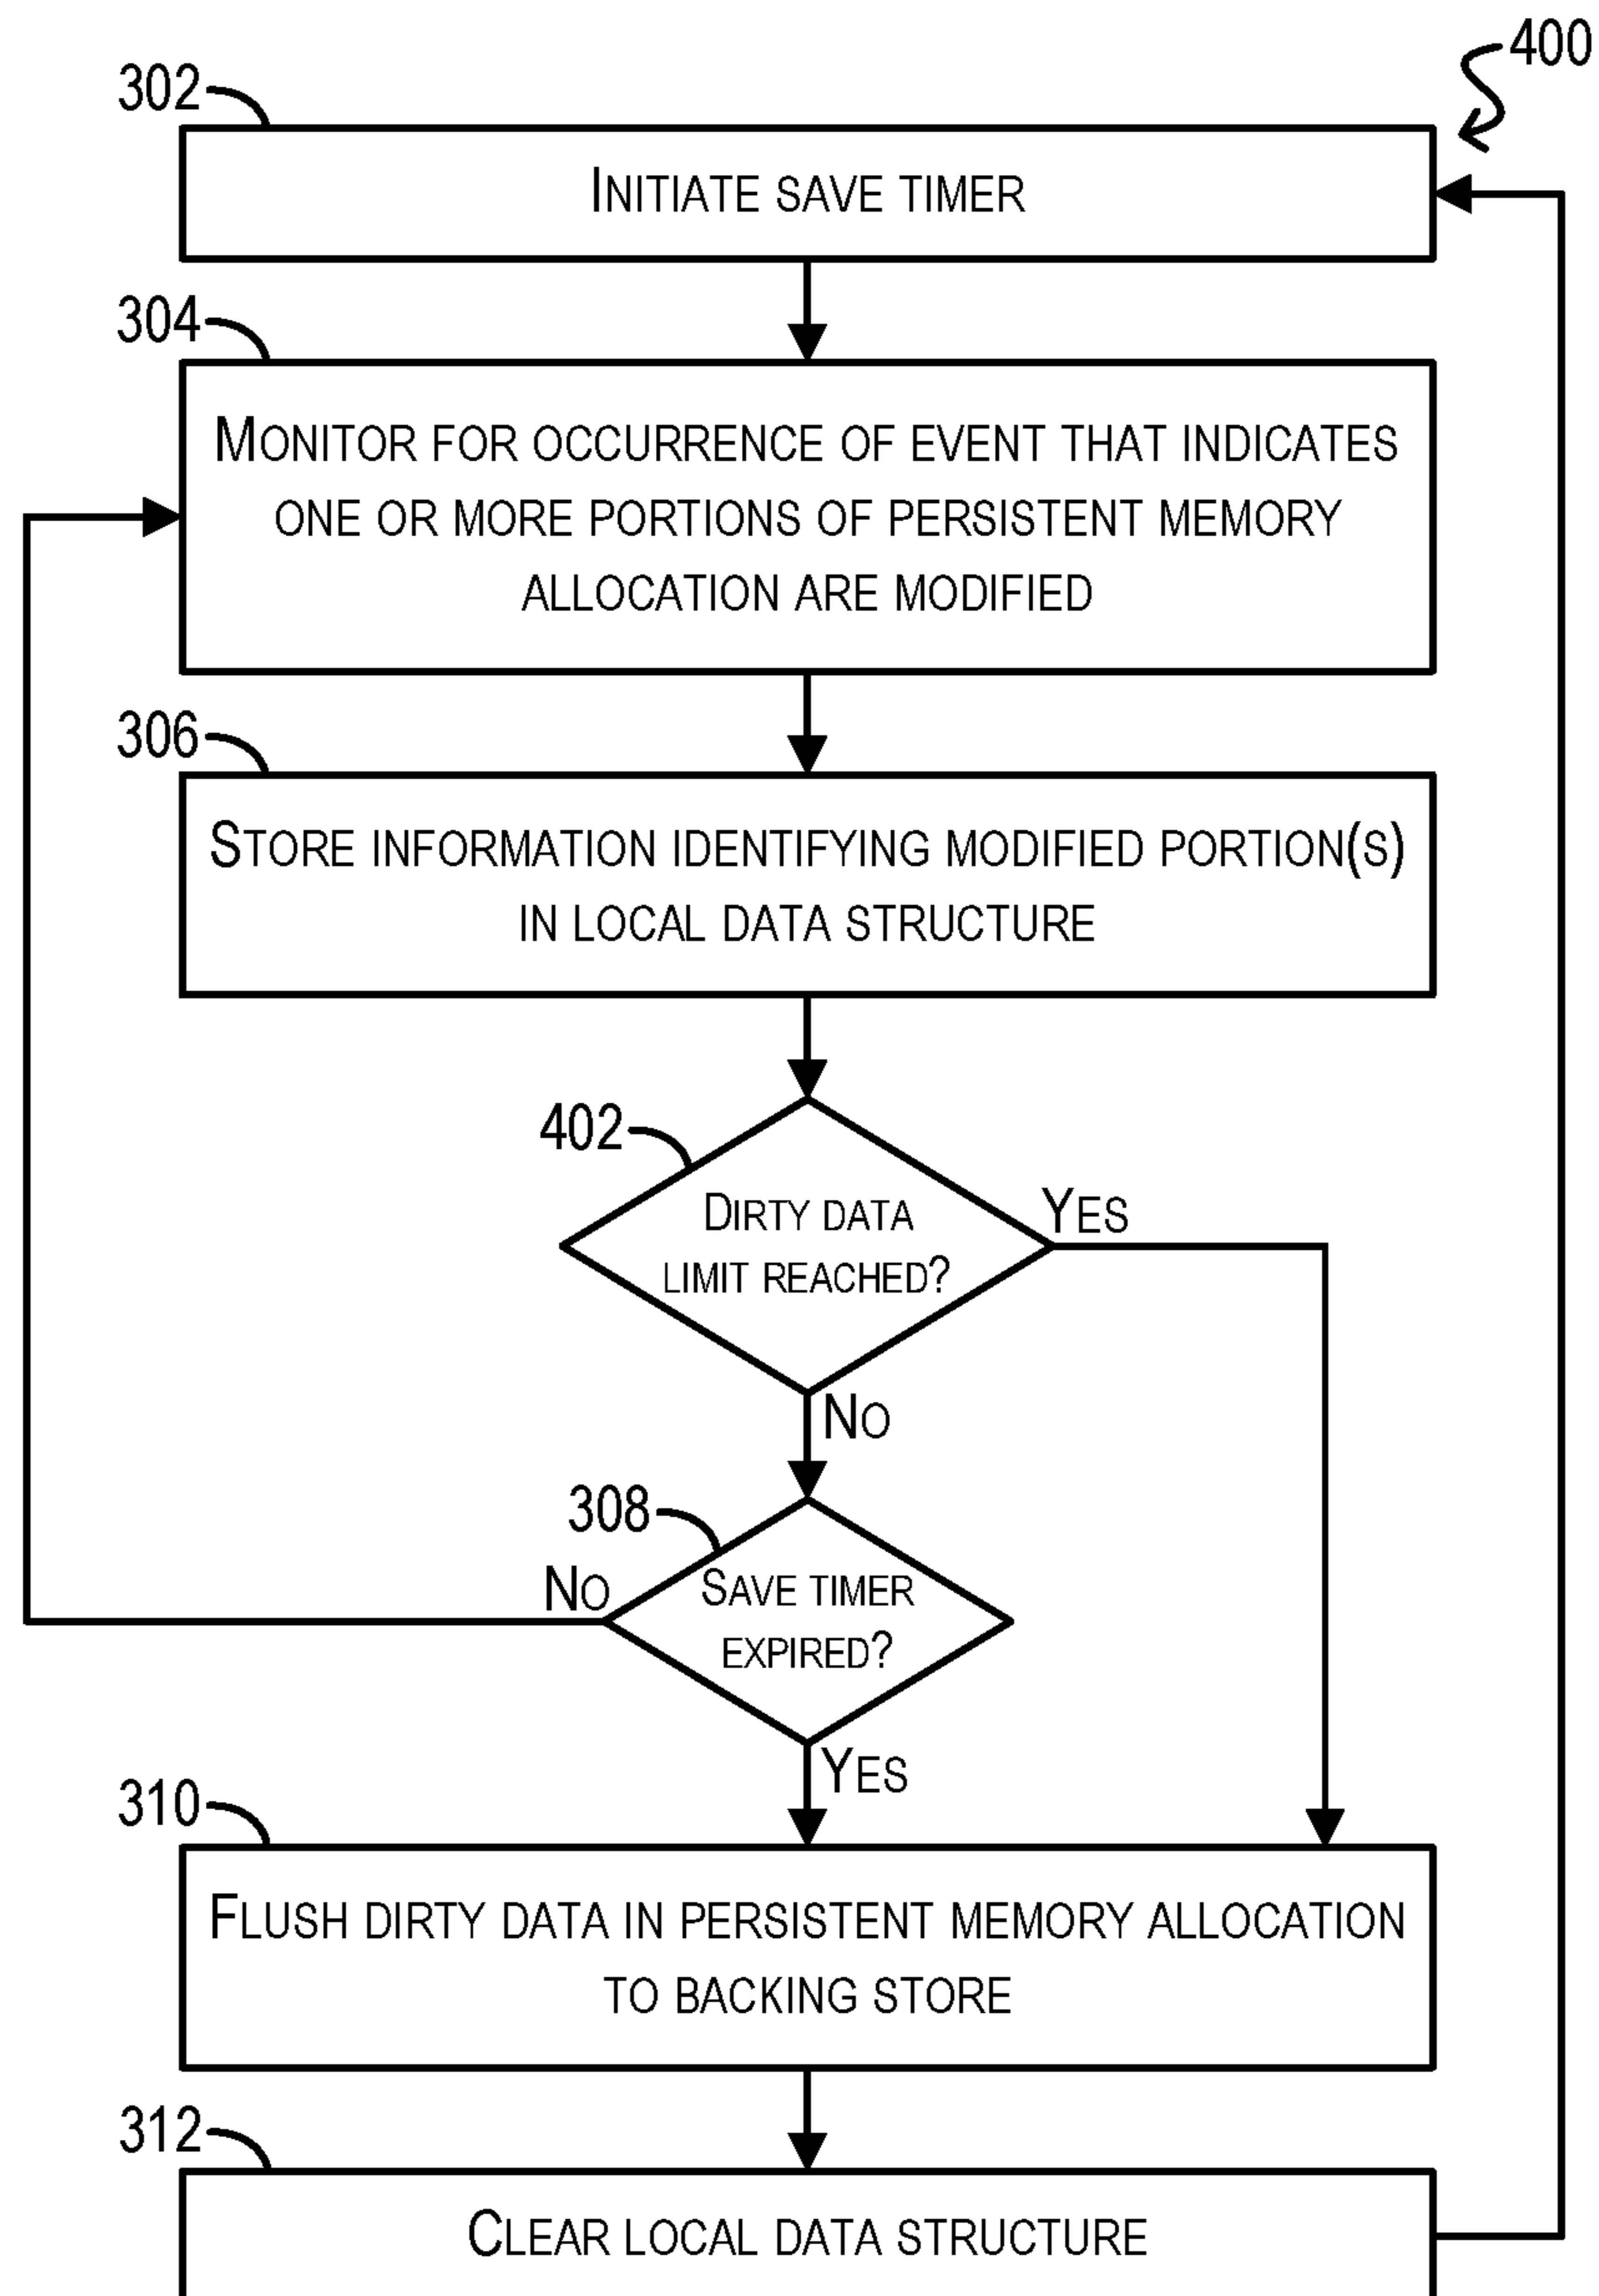 400
302
INITIATE SAVE TIMER
304
MONITOR FOR OCCURRENCE OF EVENT THAT INDICATES
ONE OR MORE PORTIONS OF PERSISTENT MEMORY
ALLOCATION ARE MODIFIED
306
STORE INFORMATION IDENTIFYING MODIFIED PORTION(S)
IN LOCAL DATA STRUCTURE
402
DIRTY DATA
LIMIT REACHED?
YES
NO
308
SAVE TIMER
EXPIRED?
NO
YES
310
FLUSH DIRTY DATA IN PERSISTENT MEMORY ALLOCATION
TO BACKING STORE
312
CLEAR LOCAL DATA STRUCTURE